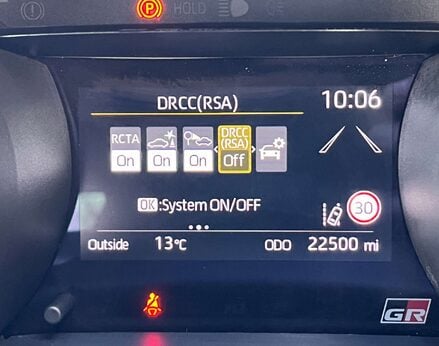 HOLD
DRCC(RSA)
10:06
RCTA
On
On
On
DRCC
(RSA)
Off
OK:System ON/OFF
30
Outside 13°C ODO 22500 mi
GR